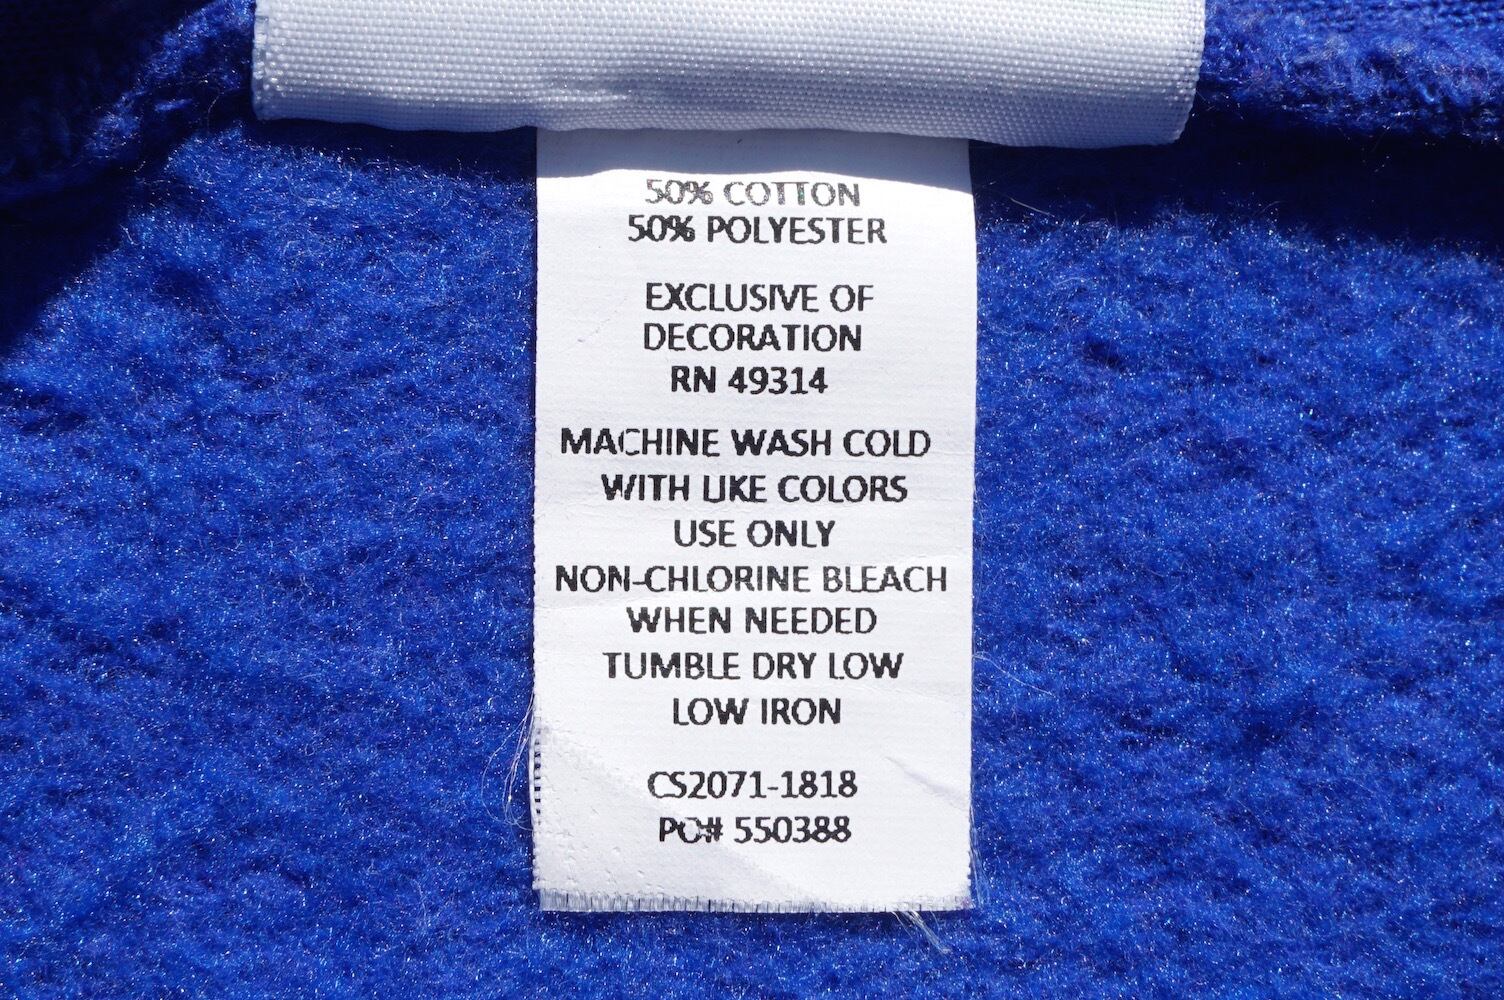 50% COTTON
50% POLYESTER
EXCLUSIVE OF
DECORATION
RN 49314
MACHINE WASH COLD
WITH LIKE COLORS
USE ONLY
NON-CHLORINE BLEACH
WHEN NEEDED
TUMBLE DRY LOW
LOW IRON
CS2071-1818
PO# 550388